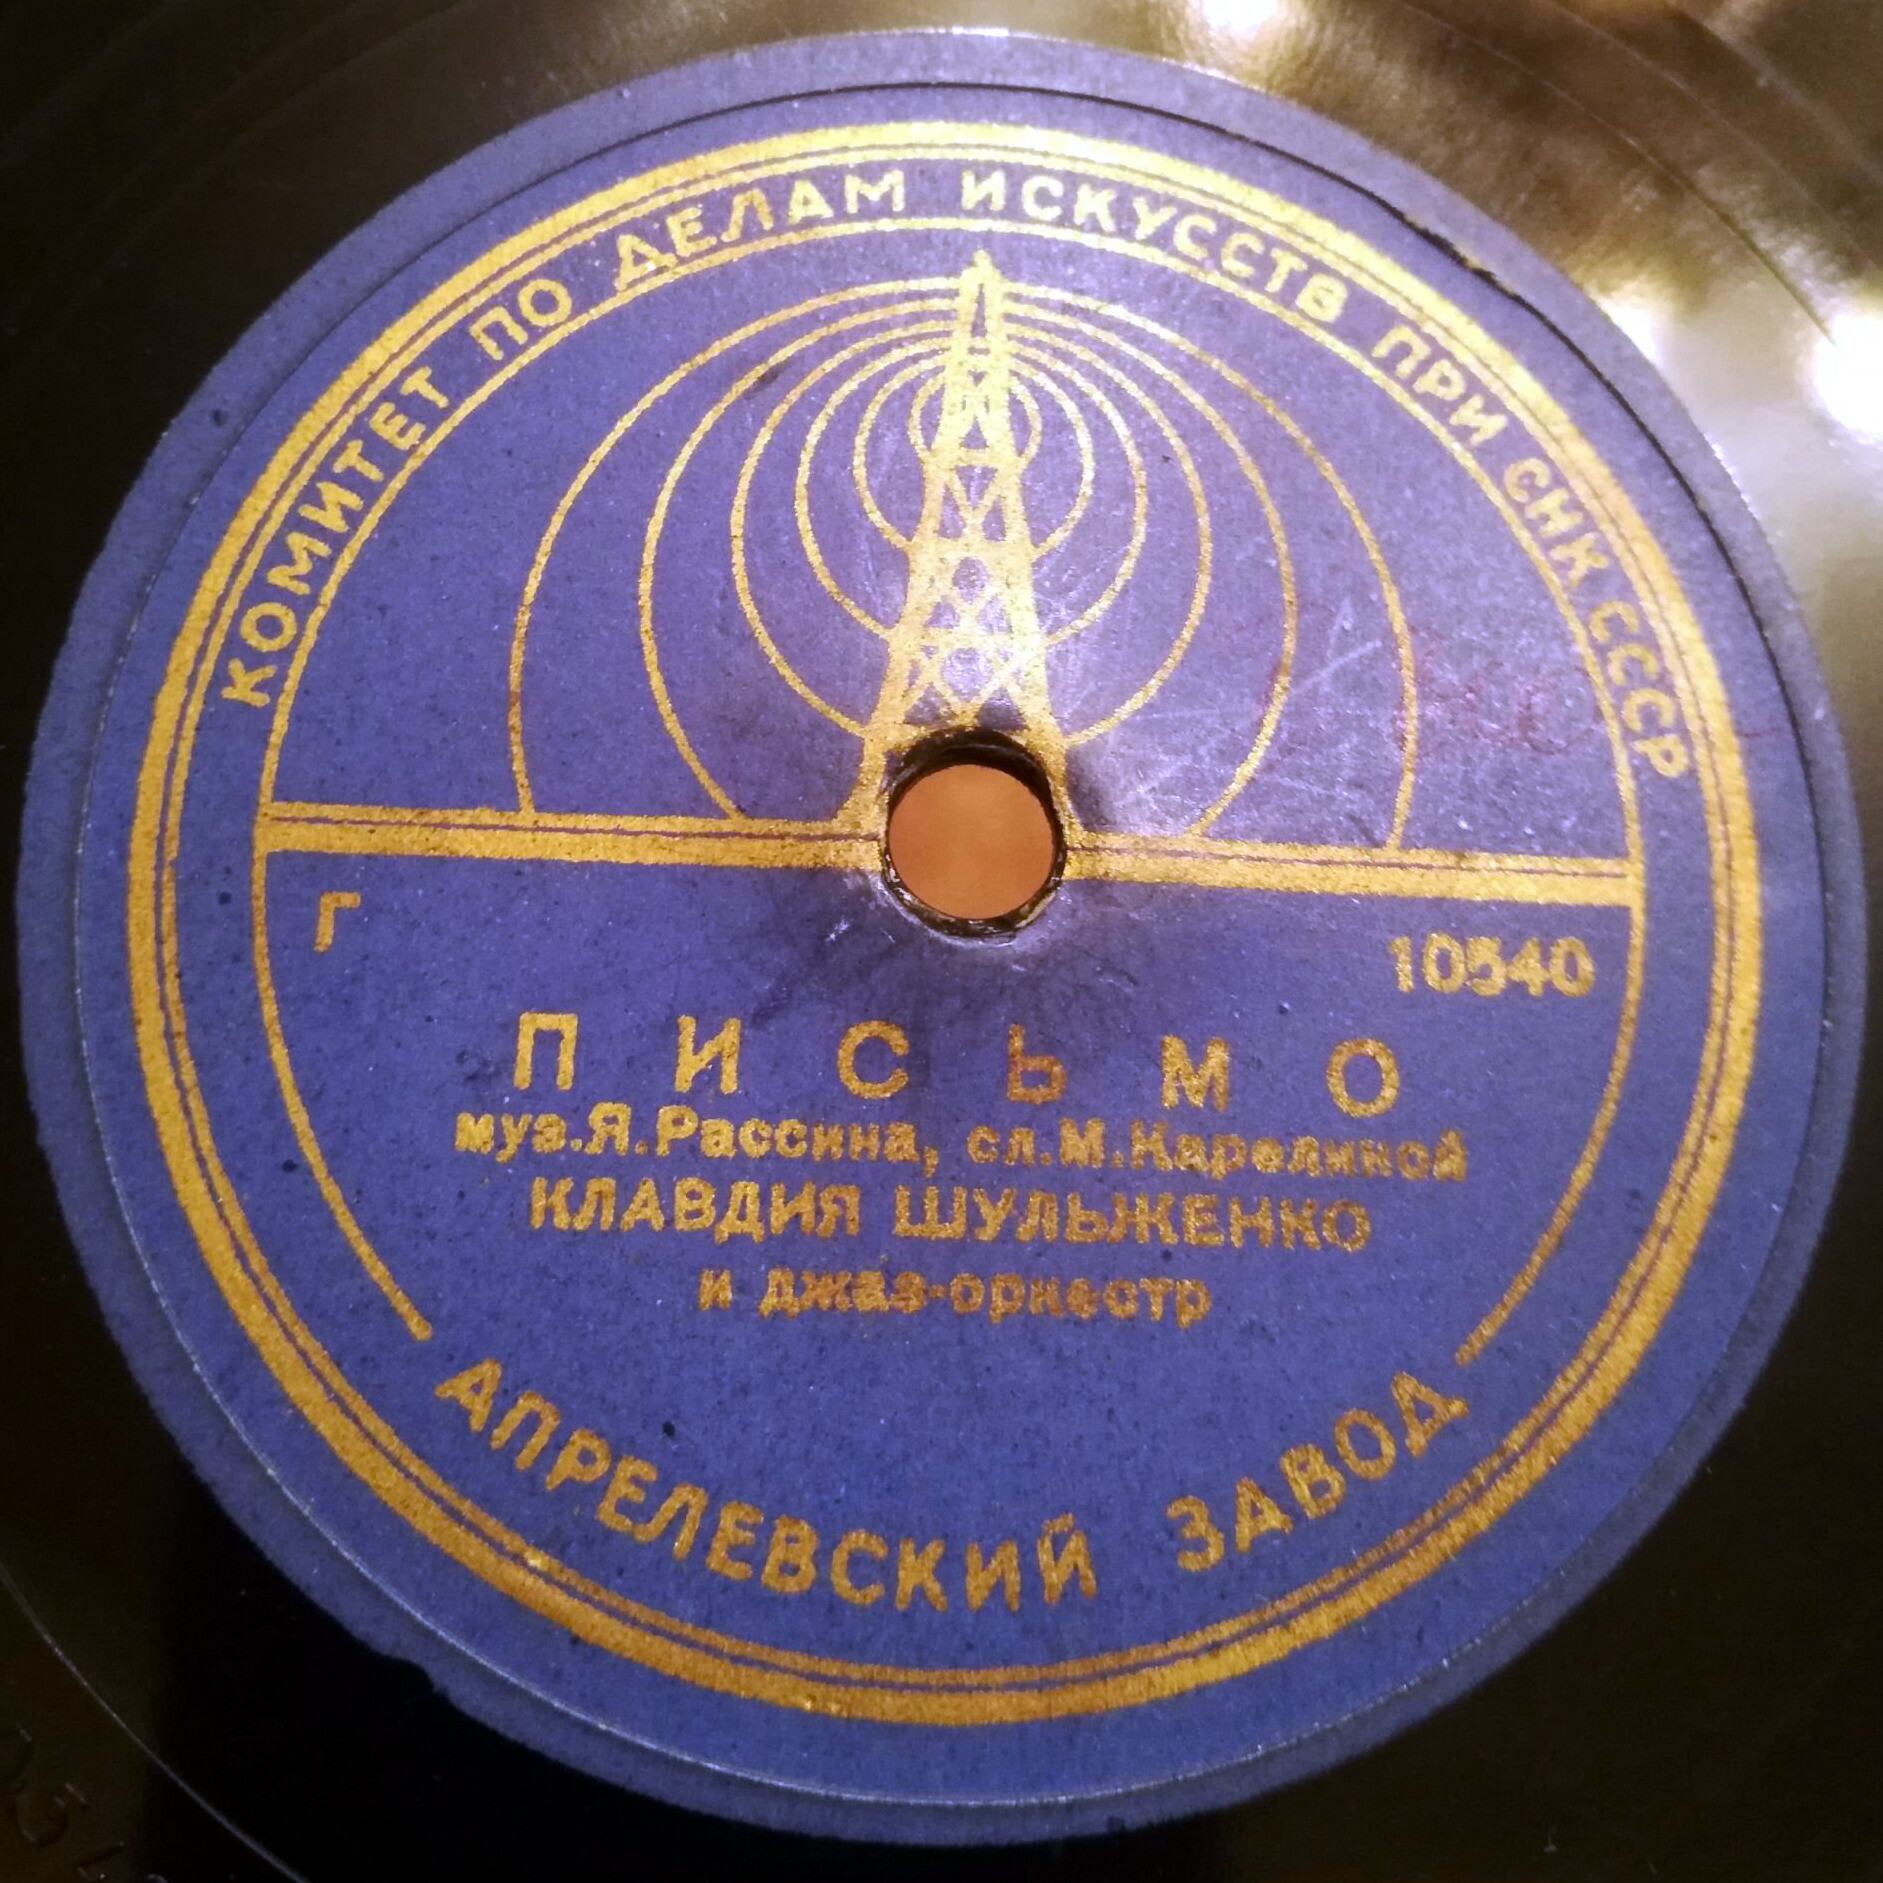 КОМИТЕТ ПО ДЕЛАМ ИСКУССТВ ПРИ СНК СССР
Г
10540
ПИСЬМО
муз.Я.Рассина, сл.М.Карелиной
КЛАВДИЯ ШУЛЬЖЕНКО
и джаз-оркестр
АПРЕЛЕВСКИЙ ЗАВОД